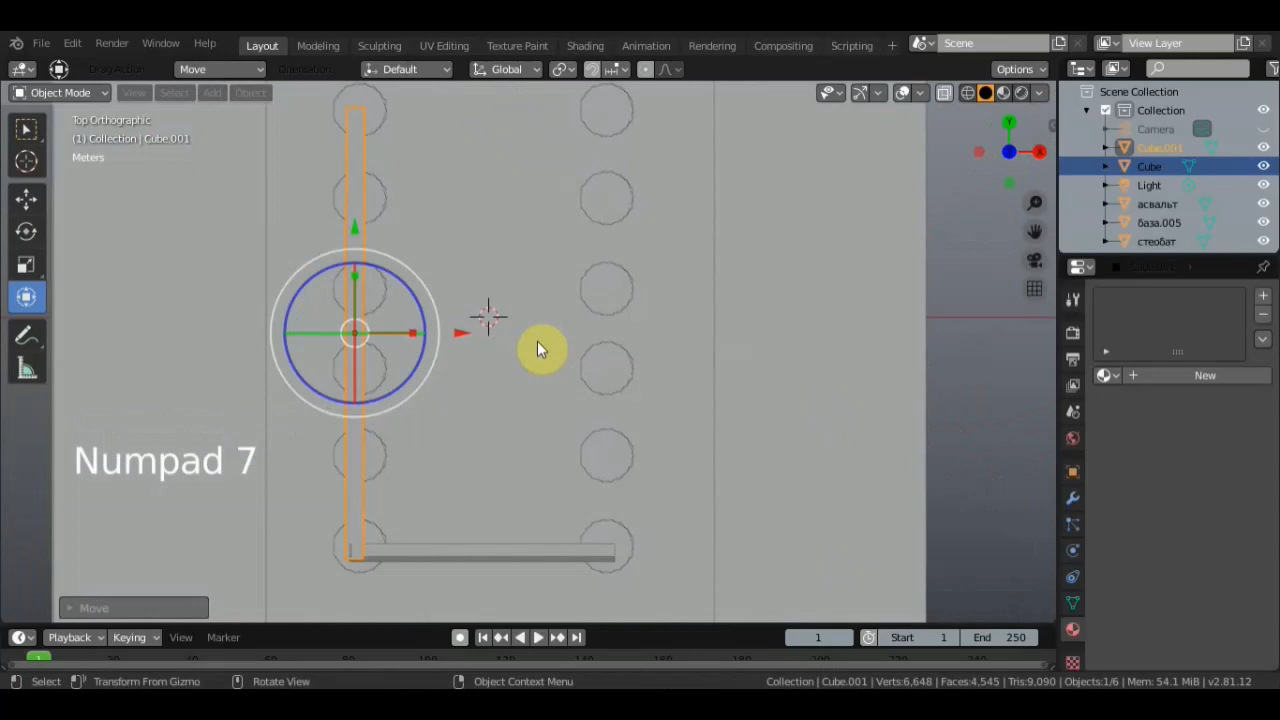 File Edit Render Window Help Layout Modeling Sculpting UV Editing Texture Paint Shading Animation Rendering Compositing Scripting + Scene View Layer
Drag Action Move Orientation Default Global Options
Object Mode View Select Add Object Scene Collection
Collection
Top Orthographic
Camera
(1) Collection | Cube.001
Cube.001
Meters
Cube
Light
асвальт
база.005
стеобат
New
Numpad 7
Move
Playback Keying View Marker 1 Start 1 End 250
1
Select Transform From Gizmo Rotate View Object Context Menu Collection | Cube.001 | Verts:6,648 | Faces:4,545 | Tris:9,090 | Objects:1/6 | Mem: 54.1 MiB | v2.81.12